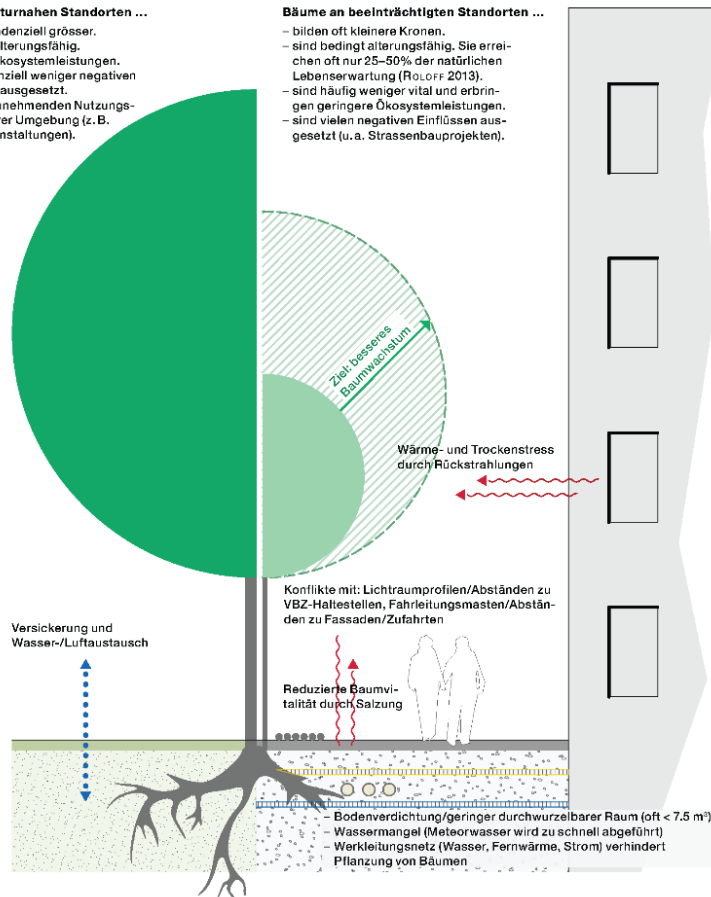 turnahen Standorten ...
denziell grösser.
lterungsfähig.
kosystemleistungen.
nziell weniger negativen
ausgesetzt.
nehmenden Nutzungs-
rer Umgebung (z. B.
nstaltungen).
Bäume an beeinträchtigten Standorten ...
– bilden oft kleinere Kronen.
– sind bedingt alterungsfähig. Sie errei-
chen oft nur 25–50% der natürlichen
Lebenserwartung (ROLOFF 2013).
– sind häufig weniger vital und erbrin-
gen geringere Ökosystemleistungen.
– sind vielen negativen Einflüssen aus-
gesetzt (u. a. Strassenbauprojekten).
Ziel: besseres
Baumwachstum
Wärme- und Trockenstress
durch Rückstrahlungen
Konflikte mit: Lichtraumprofilen/Abständen zu
VBZ-Haltestellen, Fahrleitungsmasten/Abstän-
den zu Fassaden/Zufahrten
Versickerung und
Wasser-/Luftaustausch
Reduzierte Baumvi-
talität durch Salzung
– Bodenverdichtung/geringer durchwurzelbarer Raum (oft < 7.5 m³)
– Wassermangel (Meteorwasser wird zu schnell abgeführt)
– Werkleitungsnetz (Wasser, Fernwärme, Strom) verhindert
Pflanzung von Bäumen